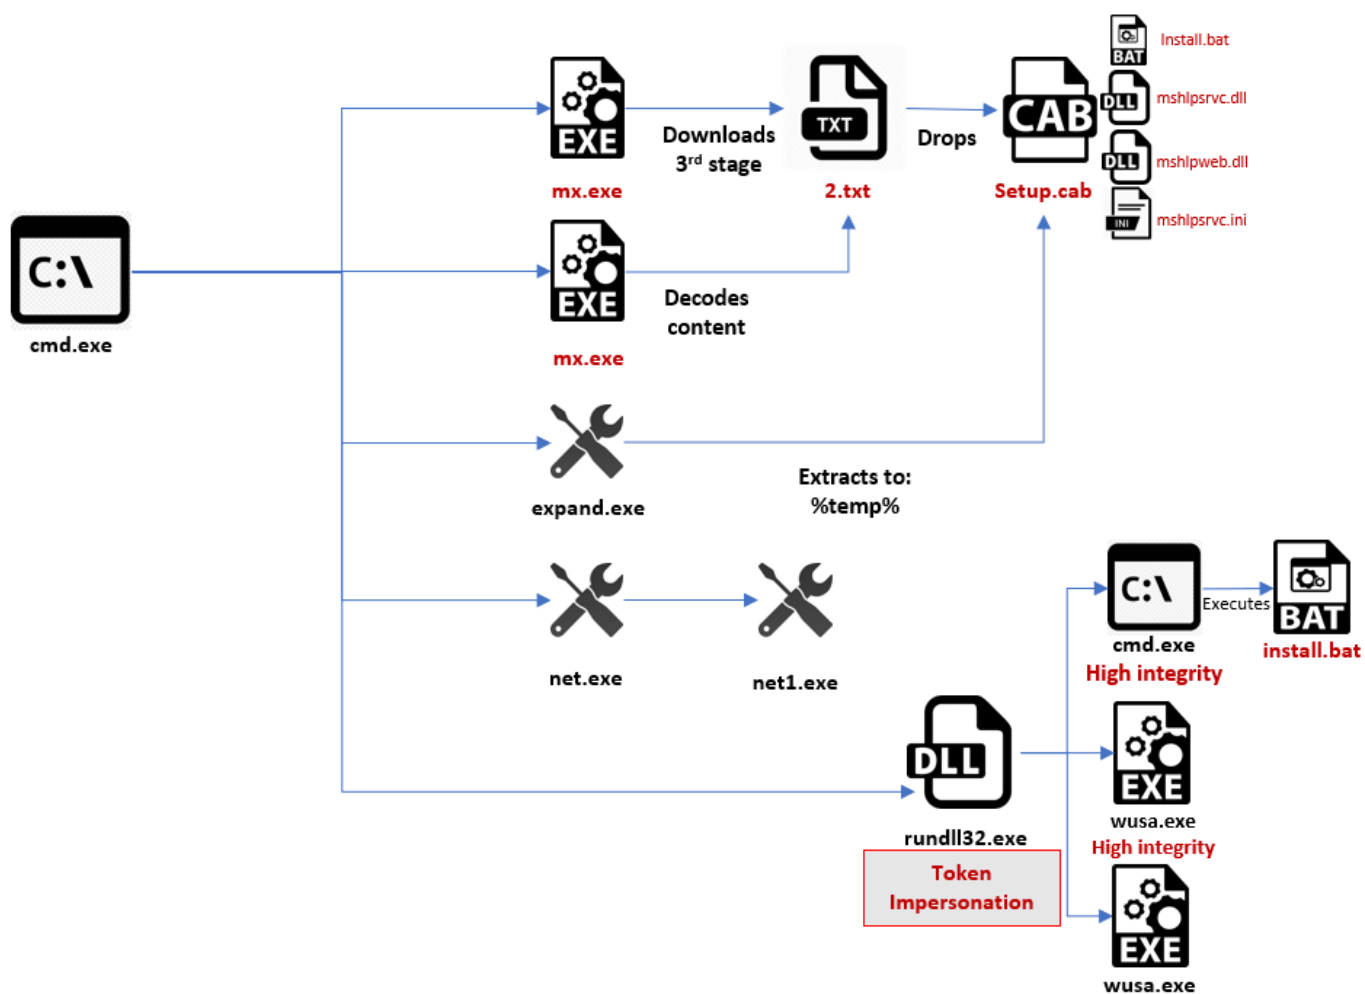 Install.bat
BAT
mshlpsrvc.dll
DLL
mshlpweb.dll
DLL
mshlpsrvc.ini
INI
EXE
mx.exe
Downloads
3rd stage
TXT
2.txt
Drops
CAB
Setup.cab
C:\
cmd.exe
EXE
mx.exe
Decodes
content
expand.exe
Extracts to:
%temp%
net.exe
net1.exe
C:\
cmd.exe
High integrity
Executes
BAT
install.bat
DLL
rundll32.exe
Token
Impersonation
EXE
wusa.exe
High integrity
EXE
wusa.exe